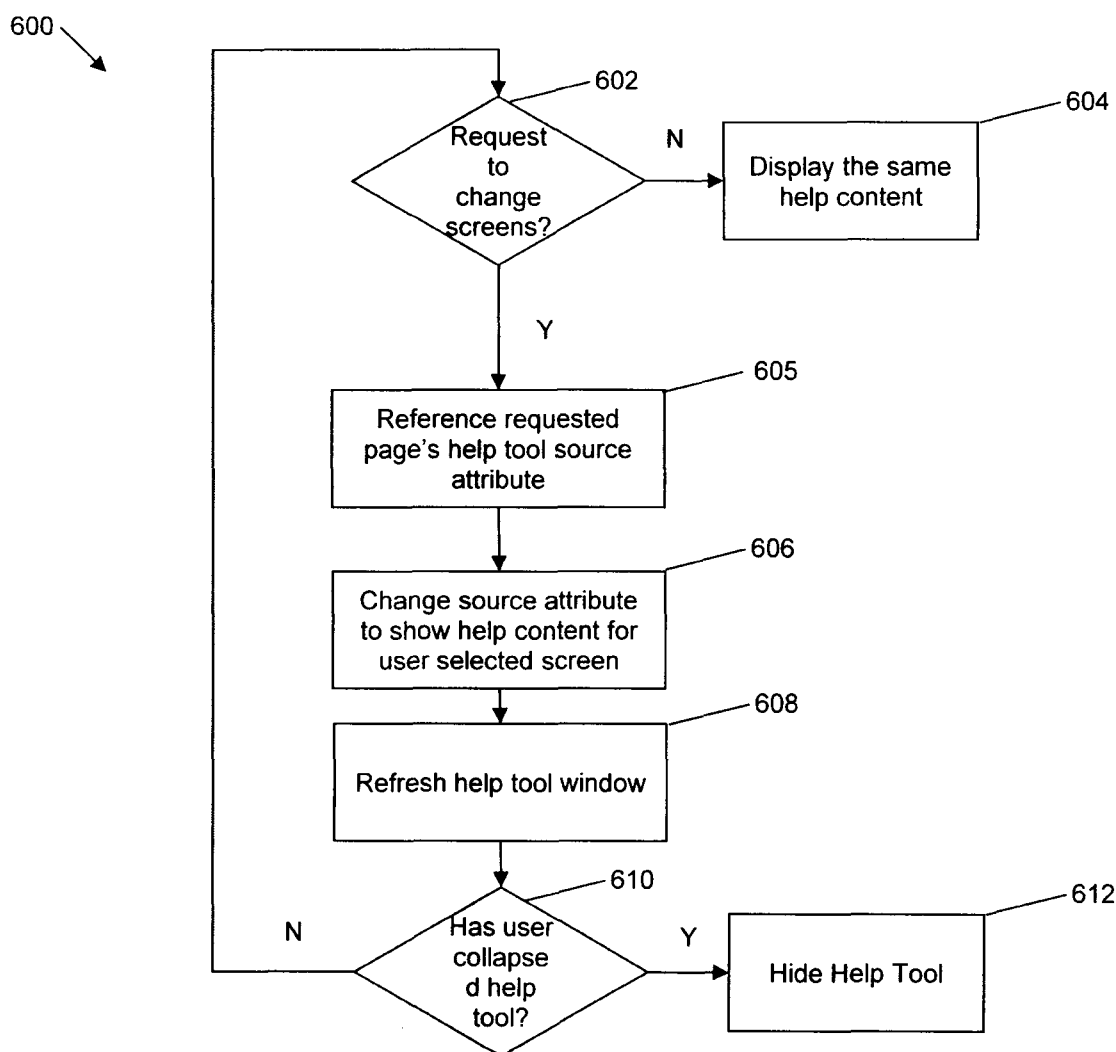 600
602
Request
to
change
screens?
N
604
Display the same
help content
Y
605
Reference requested
page's help tool source
attribute
606
Change source attribute
to show help content for
user selected screen
608
Refresh help tool window
610
Has user
collapse
d help
tool?
N
Y
612
Hide Help Tool